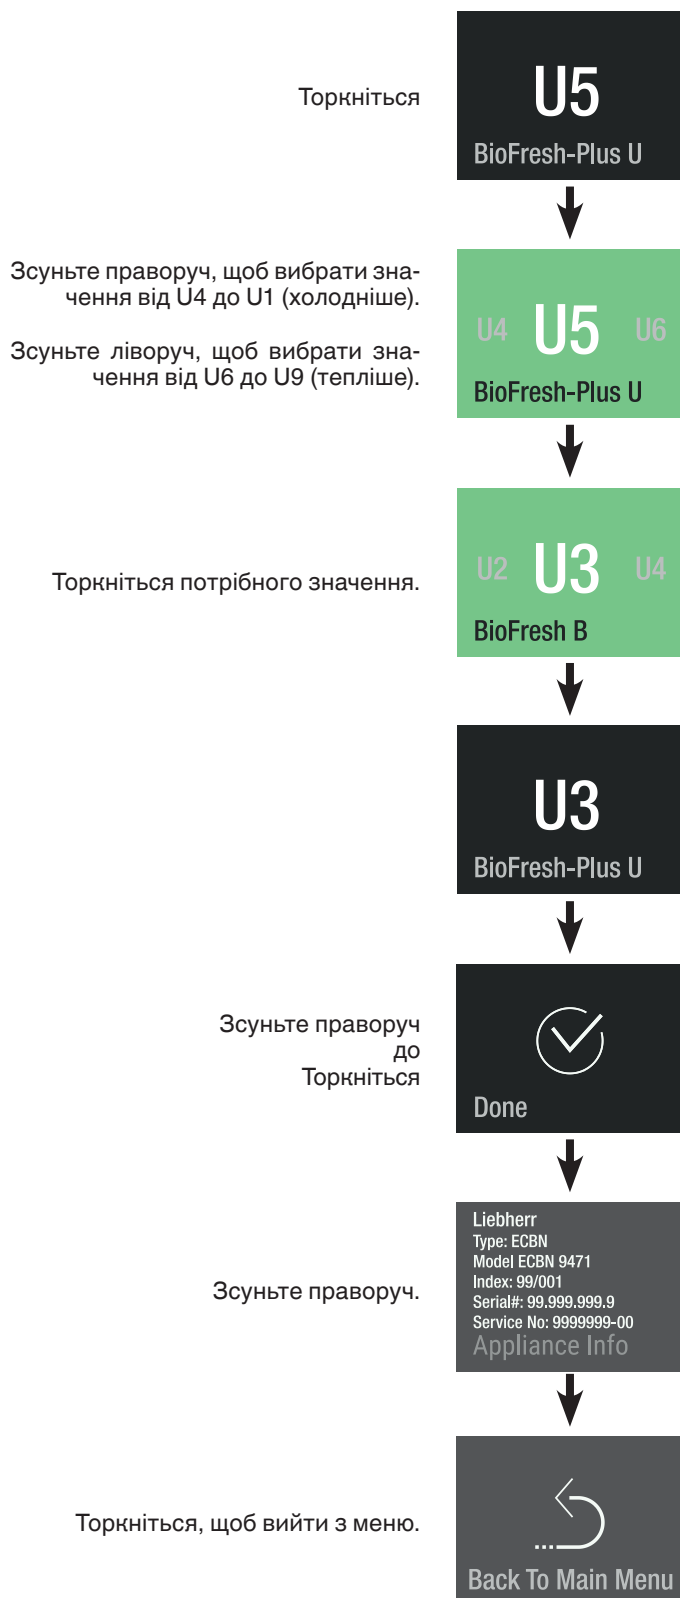 Торкніться
U5
BioFresh-Plus U
Зсуньте праворуч, щоб вибрати зна-
чення від U4 до U1 (холодніше).
Зсуньте ліворуч, щоб вибрати зна-
чення від U6 до U9 (тепліше).
U4 U5 U6
BioFresh-Plus U
Торкніться потрібного значення.
U2 U3 U4
BioFresh B
U3
BioFresh-Plus U
Зсуньте праворуч
до
Торкніться
Done
Зсуньте праворуч.
Liebherr
Type: ECBN
Model ECBN 9471
Index: 99/001
Serial#: 99.999.999.9
Service No: 9999999-00
Appliance Info
Торкніться, щоб вийти з меню.
Back To Main Menu